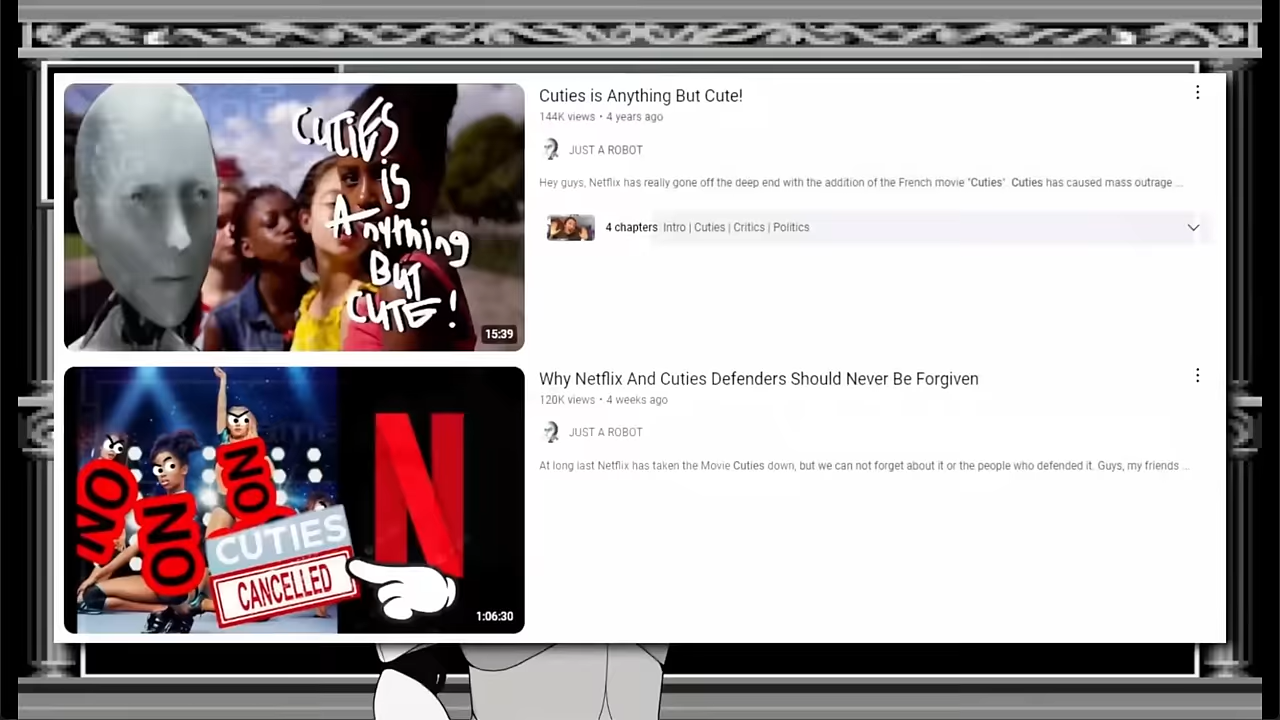 CUTIES
is
Anything
BUT
CUTE!
15:39
Cuties is Anything But Cute!
144K views • 4 years ago
JUST A ROBOT
Hey guys, Netflix has really gone off the deep end with the addition of the French movie "Cuties" Cuties has caused mass outrage ...
4 chapters Intro | Cuties | Critics | Politics
NO
NO
NO
CUTIES
CANCELLED
N
1:06:30
Why Netflix And Cuties Defenders Should Never Be Forgiven
120K views • 4 weeks ago
JUST A ROBOT
At long last Netflix has taken the Movie Cuties down, but we can not forget about it or the people who defended it. Guys, my friends ...